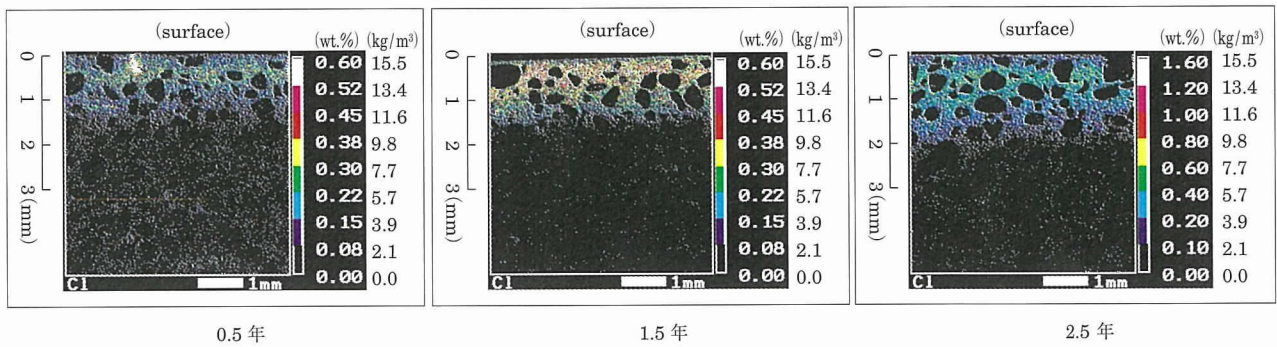 (surface)
(wt.%) (kg/m³)
0
1
2
3
(mm)
0.60 15.5
0.52 13.4
0.45 11.6
0.38 9.8
0.30 7.7
0.22 5.7
0.15 3.9
0.08 2.1
0.00 0.0
Cl 1mm
0.5 年
(surface)
(wt.%) (kg/m³)
0
1
2
3
(mm)
0.60 15.5
0.52 13.4
0.45 11.6
0.38 9.8
0.30 7.7
0.22 5.7
0.15 3.9
0.08 2.1
0.00 0.0
Cl 1mm
1.5 年
(surface)
(wt.%) (kg/m³)
0
1
2
3
(mm)
1.60 15.5
1.20 13.4
1.00 11.6
0.80 9.8
0.60 7.7
0.40 5.7
0.20 3.9
0.10 2.1
0.00 0.0
Cl 1mm
2.5 年